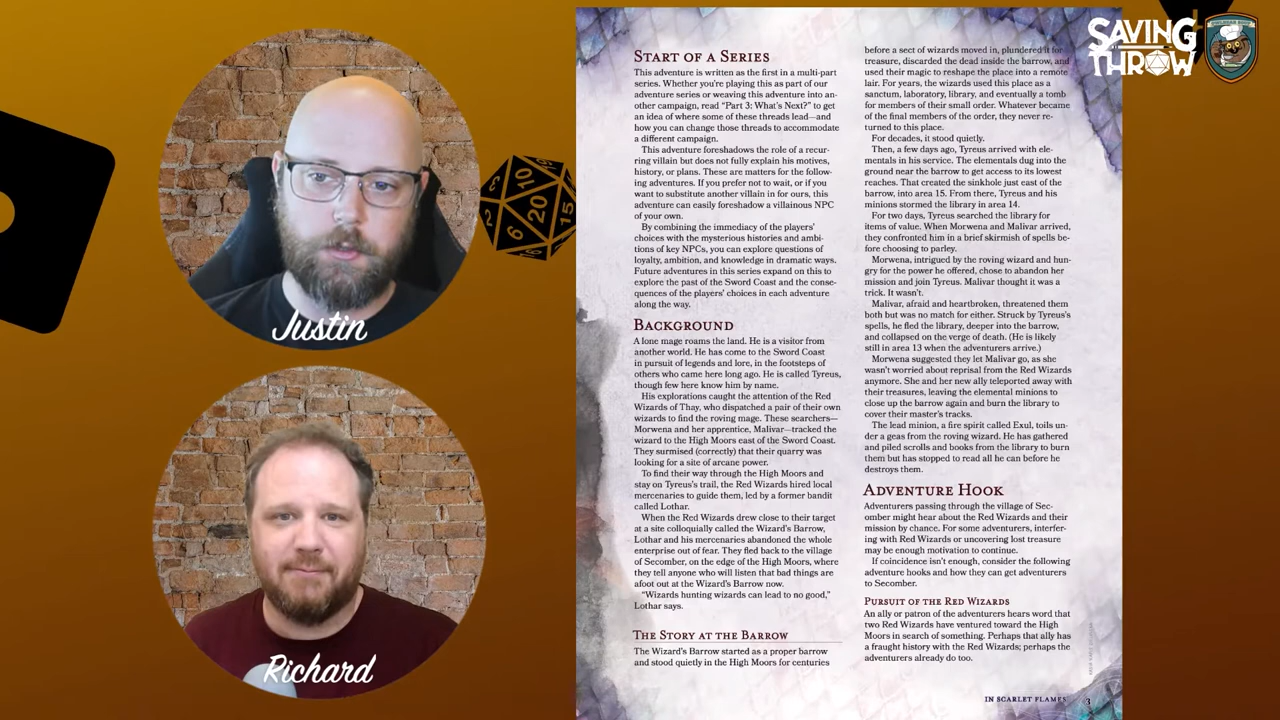 SAVING
THROW
Justin
Richard
10
20
15
2
6
START OF A SERIES
This adventure is written as the first in a multi-part
series. Whether you're playing this as part of our
adventure series or weaving this adventure into an-
other campaign, read "Part 3: What's Next?" to get
an idea of where some of these threads lead—and
how you can change those threads to accommodate
a different campaign.
This adventure foreshadows the role of a recur-
ring villain but does not fully explain his motives,
history, or plans. These are matters for the follow-
ing adventures. If you prefer not to wait, or if you
want to substitute another villain in for ours, this
adventure can easily foreshadow a villainous NPC
of your own.
By combining the immediacy of the players'
choices with the mysterious histories and ambi-
tions of key NPCs, you can explore questions of
loyalty, ambition, and knowledge in dramatic ways.
Future adventures in this series expand on this to
explore the past of the Sword Coast and the conse-
quences of the players' choices in each adventure
along the way.
BACKGROUND
A lone mage roams the land. He is a visitor from
another world. He has come to the Sword Coast
in pursuit of legends and lore, in the footsteps of
others who came here long ago. He is called Tyreus,
though few here know him by name.
His explorations caught the attention of the Red
Wizards of Thay, who dispatched a pair of their own
wizards to find the roving mage. These searchers—
Morwena and her apprentice, Malivar—tracked the
wizard to the High Moors east of the Sword Coast.
They surmised (correctly) that their quarry was
looking for a site of arcane power.
To find their way through the High Moors and
stay on Tyreus's trail, the Red Wizards hired local
mercenaries to guide them, led by a former bandit
called Lothar.
When the Red Wizards drew close to their target
at a site colloquially called the Wizard's Barrow,
Lothar and his mercenaries abandoned the whole
enterprise out of fear. They fled back to the village
of Secomber, on the edge of the High Moors, where
they tell anyone who will listen that bad things are
afoot out at the Wizard's Barrow now.
"Wizards hunting wizards can lead to no good,"
Lothar says.
THE STORY AT THE BARROW
The Wizard's Barrow started as a proper barrow
and stood quietly in the High Moors for centuries
before a sect of wizards moved in, plundered it for
treasure, discarded the dead inside the barrow, and
used their magic to reshape the place into a remote
lair. For years, the wizards used this place as a
sanctum, laboratory, library, and eventually a tomb
for members of their small order. Whatever became
of the final members of the order, they never re-
turned to this place.
For decades, it stood quietly.
Then, a few days ago, Tyreus arrived with ele-
mentals in his service. The elementals dug into the
ground near the barrow to get access to its lowest
reaches. That created the sinkhole just east of the
barrow, into area 15. From there, Tyreus and his
minions stormed the library in area 14.
For two days, Tyreus searched the library for
items of value. When Morwena and Malivar arrived,
they confronted him in a brief skirmish of spells be-
fore choosing to parley.
Morwena, intrigued by the roving wizard and hun-
gry for the power he offered, chose to abandon her
mission and join Tyreus. Malivar thought it was a
trick. It wasn't.
Malivar, afraid and heartbroken, threatened them
both but was no match for either. Struck by Tyreus's
spells, he fled the library, deeper into the barrow,
and collapsed on the verge of death. (He is likely
still in area 13 when the adventurers arrive.)
Morwena suggested they let Malivar go, as she
wasn't worried about reprisal from the Red Wizards
anymore. She and her new ally teleported away with
their treasures, leaving the elemental minions to
close up the barrow again and burn the library to
cover their master's tracks.
The lead minion, a fire spirit called Exul, toils un-
der a geas from the roving wizard. He has gathered
and piled scrolls and books from the library to burn
them but has stopped to read all he can before he
destroys them.
ADVENTURE HOOK
Adventurers passing through the village of Sec-
omber might hear about the Red Wizards and their
mission by chance. For some adventurers, interfer-
ing with Red Wizards or uncovering lost treasure
may be enough motivation to continue.
If coincidence isn't enough, consider the following
adventure hooks and how they can get adventurers
to Secomber.
PURSUIT OF THE RED WIZARDS
An ally or patron of the adventurers hears word that
two Red Wizards have ventured toward the High
Moors in search of something. Perhaps that ally has
a fraught history with the Red Wizards; perhaps the
adventurers already do too.
IN SCARLET FLAMES 3